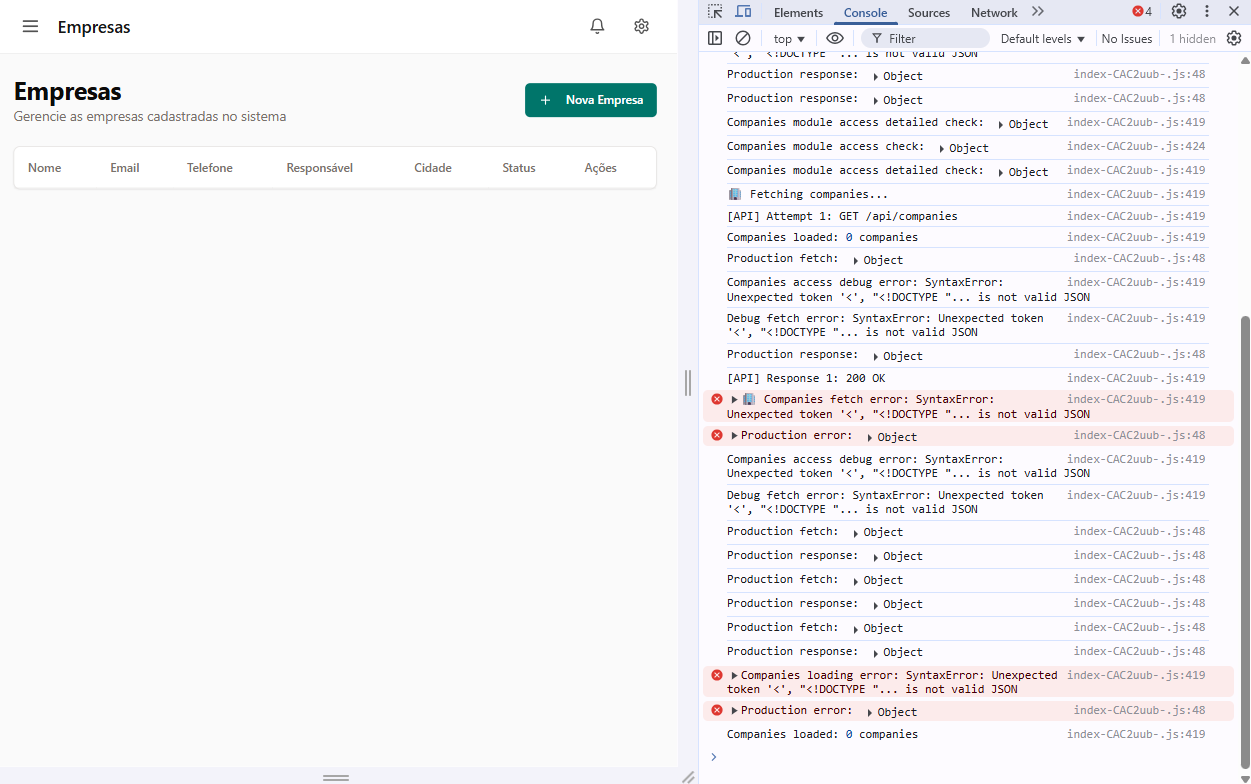 Empresas
Empresas
Gerencie as empresas cadastradas no sistema
+ Nova Empresa
Nome Email Telefone Responsável Cidade Status Ações
Elements Console Sources Network 4
top Filter Default levels No Issues 1 hidden
'<', "<!DOCTYPE "... is not valid JSON
Production response: Object index-CAC2uub-.js:48
Production response: Object index-CAC2uub-.js:48
Companies module access detailed check: Object index-CAC2uub-.js:419
Companies module access check: Object index-CAC2uub-.js:424
Companies module access detailed check: Object index-CAC2uub-.js:419
Fetching companies... index-CAC2uub-.js:419
[API] Attempt 1: GET /api/companies index-CAC2uub-.js:419
Companies loaded: 0 companies index-CAC2uub-.js:419
Production fetch: Object index-CAC2uub-.js:48
Companies access debug error: SyntaxError: index-CAC2uub-.js:419
Unexpected token '<', "<!DOCTYPE "... is not valid JSON
Debug fetch error: SyntaxError: Unexpected token index-CAC2uub-.js:419
'<', "<!DOCTYPE "... is not valid JSON
Production response: Object index-CAC2uub-.js:48
[API] Response 1: 200 OK index-CAC2uub-.js:419
Companies fetch error: SyntaxError: index-CAC2uub-.js:419
Unexpected token '<', "<!DOCTYPE "... is not valid JSON
Production error: Object index-CAC2uub-.js:48
Companies access debug error: SyntaxError: index-CAC2uub-.js:419
Unexpected token '<', "<!DOCTYPE "... is not valid JSON
Debug fetch error: SyntaxError: Unexpected token index-CAC2uub-.js:419
'<', "<!DOCTYPE "... is not valid JSON
Production fetch: Object index-CAC2uub-.js:48
Production response: Object index-CAC2uub-.js:48
Production fetch: Object index-CAC2uub-.js:48
Production response: Object index-CAC2uub-.js:48
Production fetch: Object index-CAC2uub-.js:48
Production response: Object index-CAC2uub-.js:48
Companies loading error: SyntaxError: Unexpected index-CAC2uub-.js:419
token '<', "<!DOCTYPE "... is not valid JSON
Production error: Object index-CAC2uub-.js:48
Companies loaded: 0 companies index-CAC2uub-.js:419